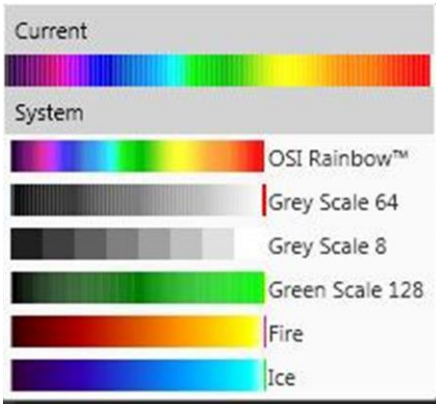 Current
System
OSI Rainbow™
Grey Scale 64
Grey Scale 8
Green Scale 128
Fire
Ice